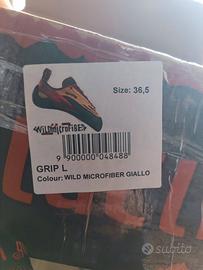 Size: 36,5
Wild microfiber
9 900000 048488
GRIP L
Colour: WILD MICROFIBER GIALLO
subito